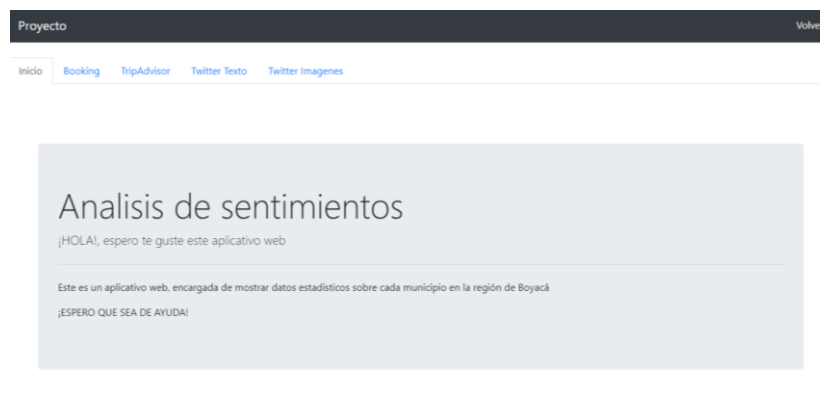 Proyecto Volve
Inicio Booking TripAdvisor Twitter Texto Twitter Imagenes
Analisis de sentimientos
¡HOLA!, espero te guste este aplicativo web
Este es un aplicativo web, encargada de mostrar datos estadísticos sobre cada municipio en la región de Boyacá
¡ESPERO QUE SEA DE AYUDA!